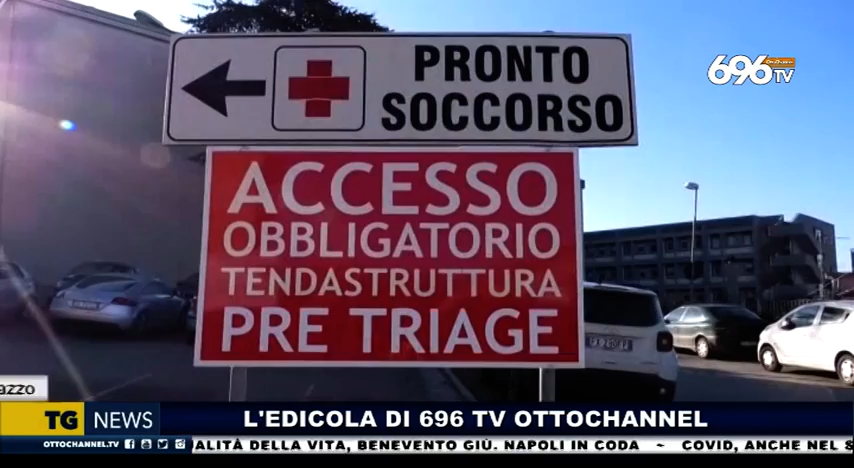 PRONTO
SOCCORSO
696 TV
ACCESSO
OBBLIGATORIO
TENDASTRUTTURA
PRE TRIAGE
azzo
TG NEWS
L'EDICOLA DI 696 TV OTTOCHANNEL
OTTOCHANNEL.TV
ALITÀ DELLA VITA, BENEVENTO GIÙ. NAPOLI IN CODA ~ COVID, ANCHE NEL S